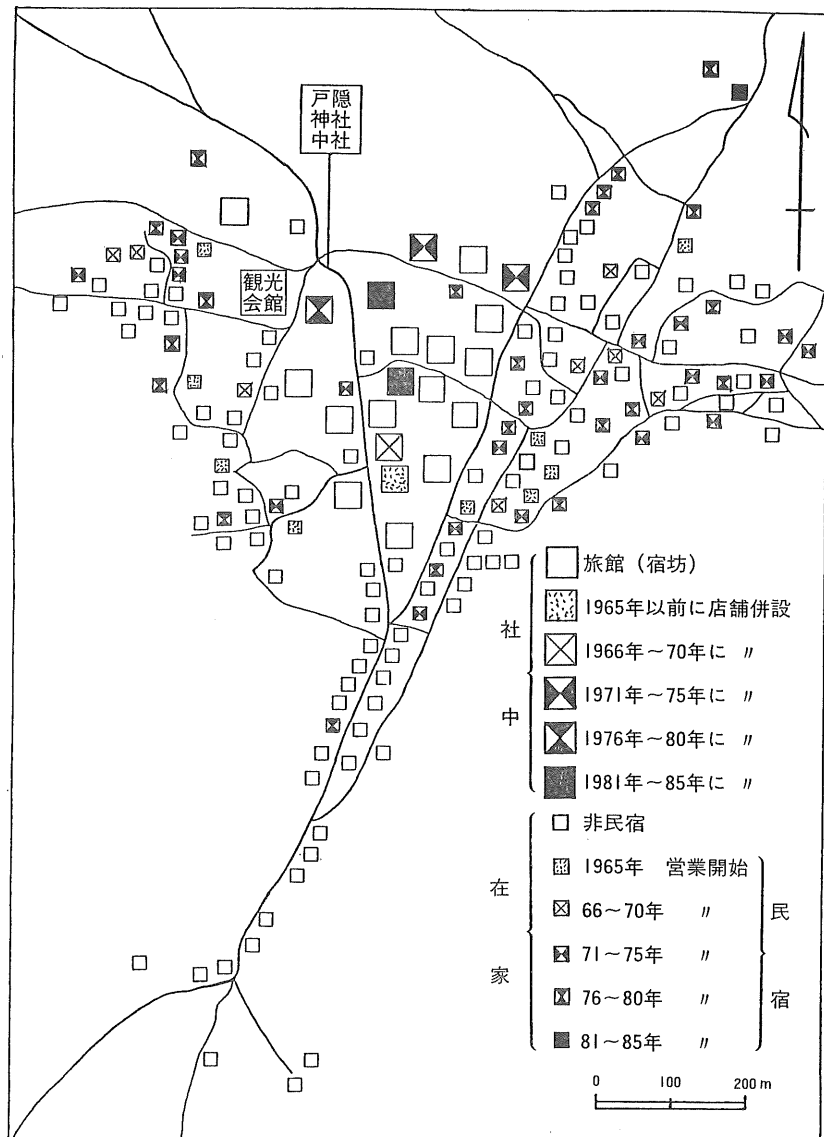 戸隠
神社
中社
観光
会館
社
中
旅館（宿坊）
1965年以前に店舗併設
1966年～70年に 〃
1971年～75年に 〃
1976年～80年に 〃
1981年～85年に 〃
在
家
非民宿
1965年 営業開始
66～70年 〃
71～75年 〃
76～80年 〃
81～85年 〃
民
宿
0 100 200 m